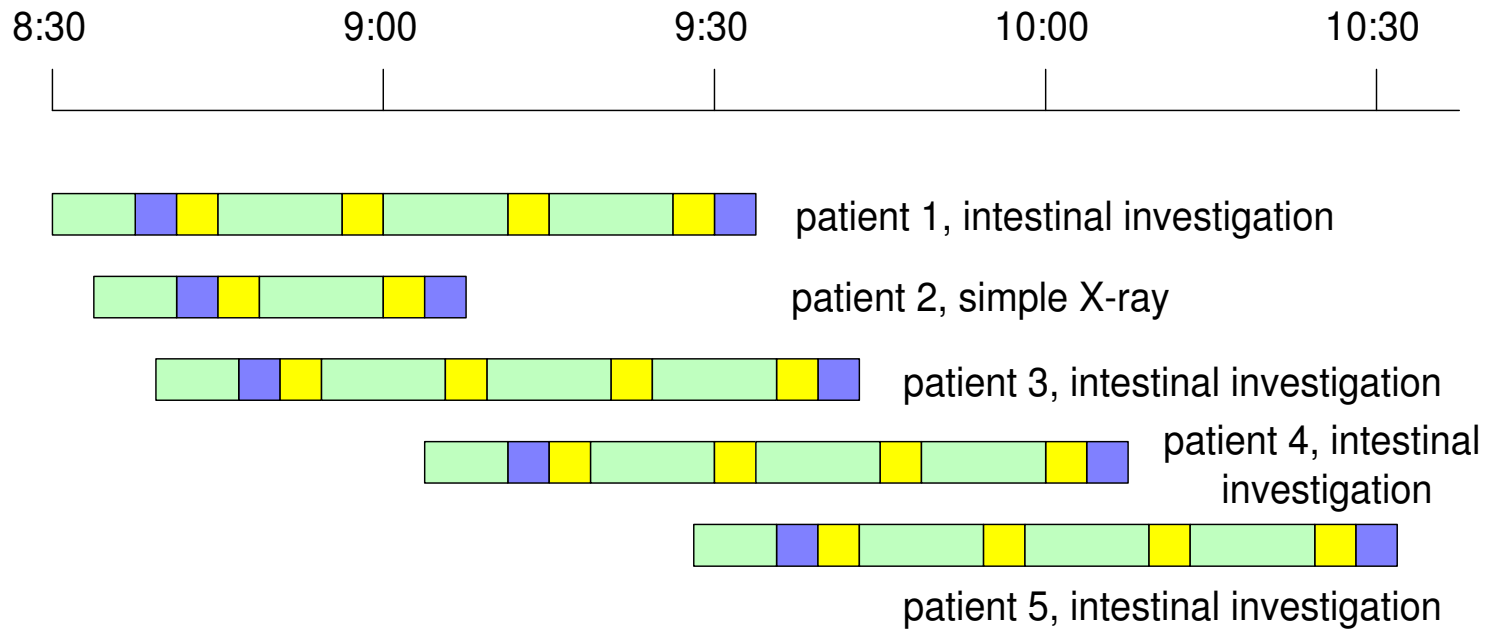 8:30 9:00 9:30 10:00 10:30
patient 1, intestinal investigation
patient 2, simple X-ray
patient 3, intestinal investigation
patient 4, intestinal
investigation
patient 5, intestinal investigation